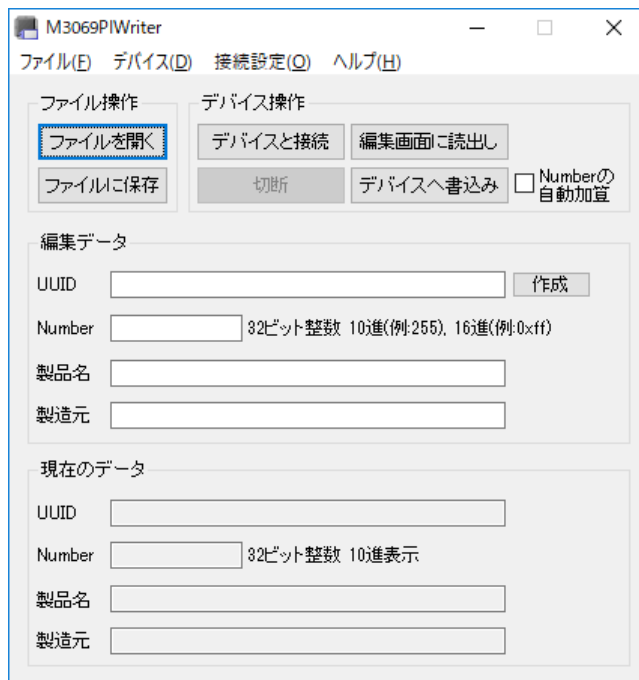 M3069PIWriter
ファイル(F) デバイス(D) 接続設定(O) ヘルプ(H)
ファイル操作 デバイス操作
ファイルを開く デバイスと接続 編集画面に読出し
ファイルに保存 切断 デバイスへ書込み Numberの
自動加算
編集データ
UUID 作成
Number 32ビット整数 10進(例:255), 16進(例:0xff)
製品名
製造元
現在のデータ
UUID
Number 32ビット整数 10進表示
製品名
製造元